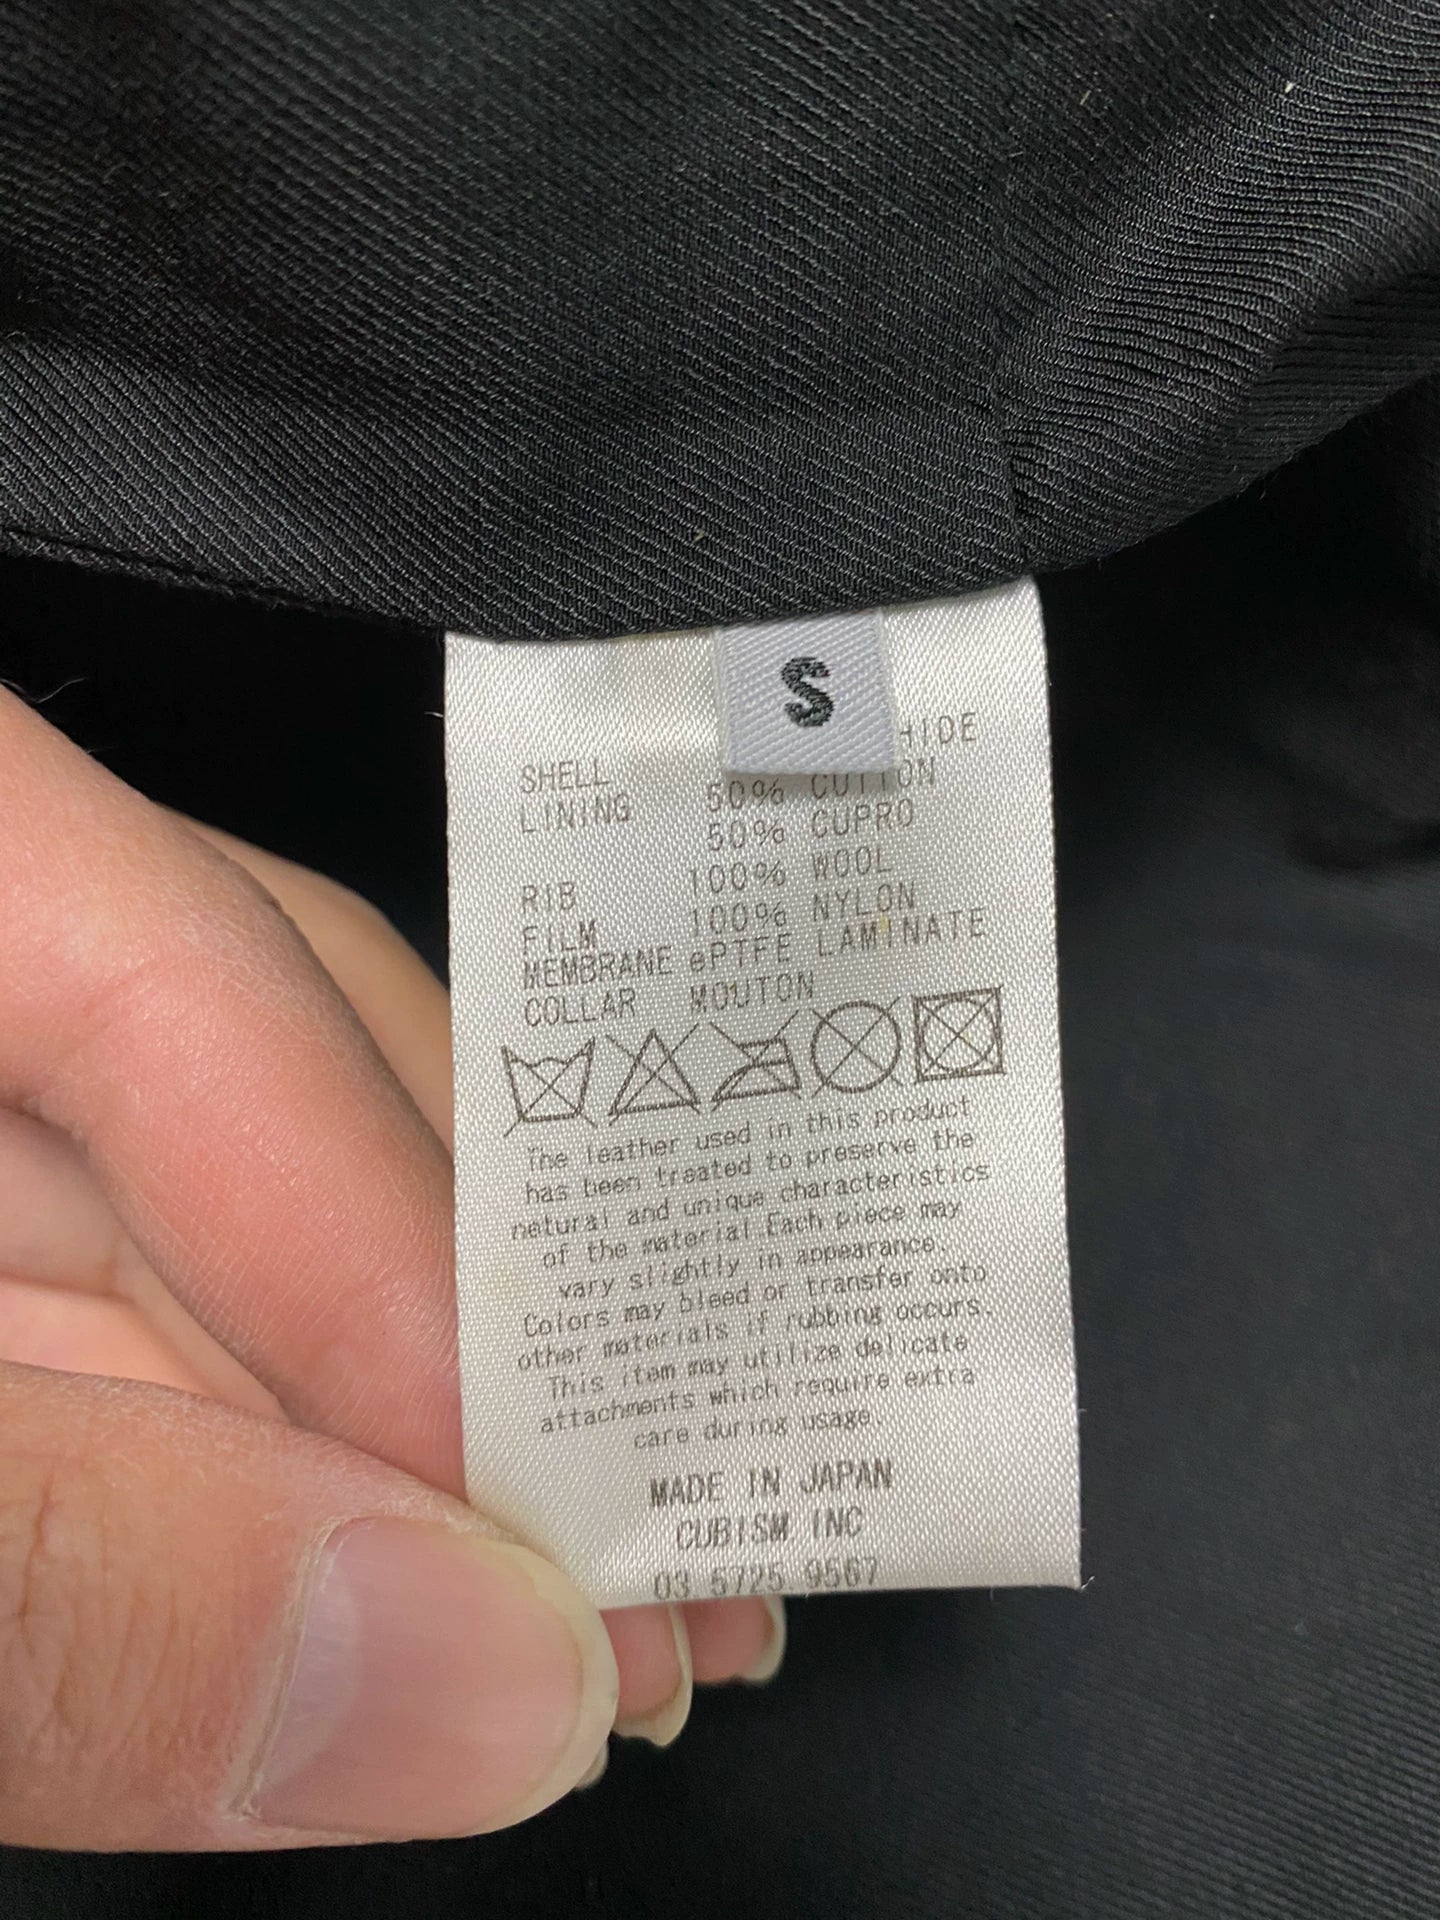 S
SHELL
LINING 50% COTTON
50% CUPRO
RIB 100% WOOL
FILM 100% NYLON
MEMBRANE ePTFE LAMINATE
COLLAR MOUTON
The leather used in this product
has been treated to preserve the
natural and unique characteristics
of the material.Each piece may
vary slightly in appearance.
Colors may bleed or transfer onto
other materials if rubbing occurs.
This item may utilize delicate
attachments which require extra
care during usage.
MADE IN JAPAN
CUBISM INC
03 5725 9567